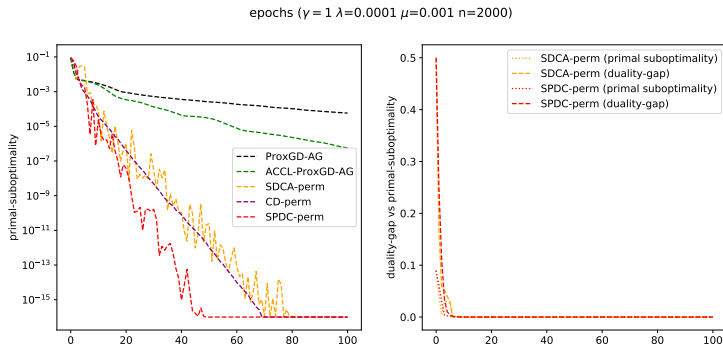 epochs (γ = 1 λ=0.0001 μ=0.001 n=2000)
primal-suboptimality
10⁻¹
10⁻³
10⁻⁵
10⁻⁷
10⁻⁹
10⁻¹¹
10⁻¹³
10⁻¹⁵
0 20 40 60 80 100
ProxGD-AG
ACCL-ProxGD-AG
SDCA-perm
CD-perm
SPDC-perm
duality-gap vs primal-suboptimality
0.5
0.4
0.3
0.2
0.1
0.0
0 20 40 60 80 100
SDCA-perm (primal suboptimality)
SDCA-perm (duality-gap)
SPDC-perm (primal suboptimality)
SPDC-perm (duality-gap)